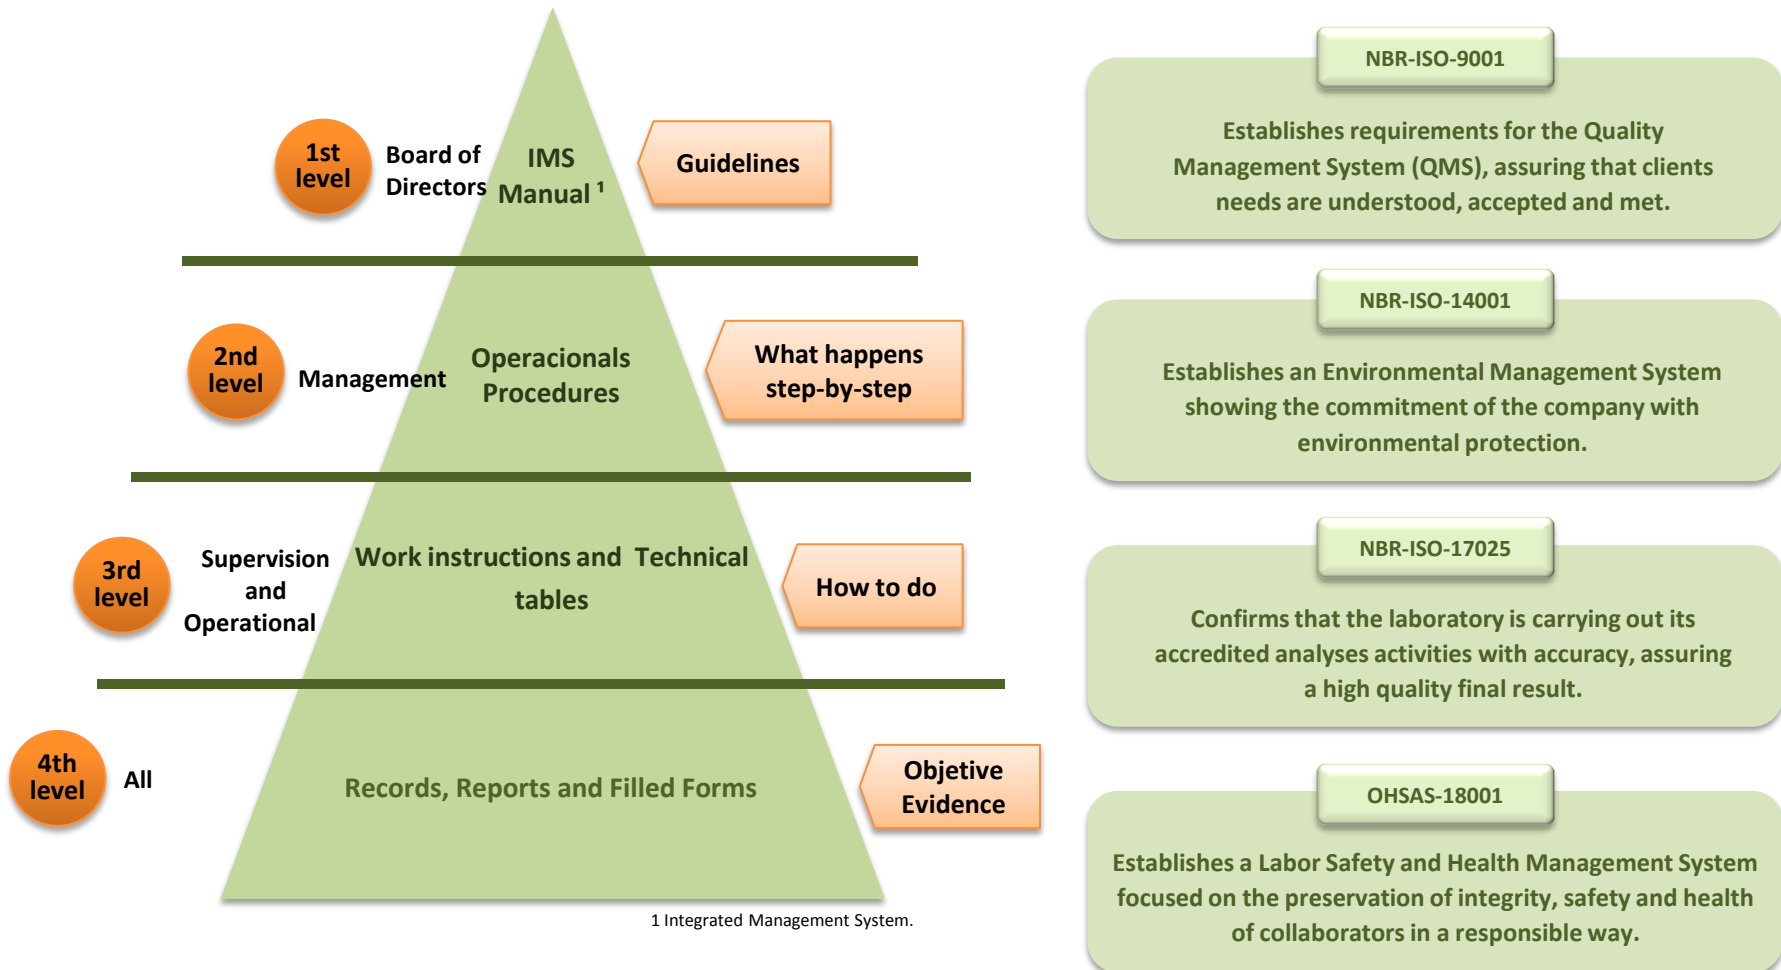 1st
level
Board of
Directors
IMS
Manual ¹
Guidelines
2nd
level
Management
Operacionals
Procedures
What happens
step-by-step
3rd
level
Supervision
and
Operational
Work instructions and  Technical
tables
How to do
4th
level
All
Records, Reports and Filled Forms
Objetive
Evidence
1 Integrated Management System.
NBR-ISO-9001
Establishes requirements for the Quality
Management System (QMS), assuring that clients
needs are understood, accepted and met.
NBR-ISO-14001
Establishes an Environmental Management System
showing the commitment of the company with
environmental protection.
NBR-ISO-17025
Confirms that the laboratory is carrying out its
accredited analyses activities with accuracy, assuring
a high quality final result.
OHSAS-18001
Establishes a Labor Safety and Health Management System
focused on the preservation of integrity, safety and health
of collaborators in a responsible way.